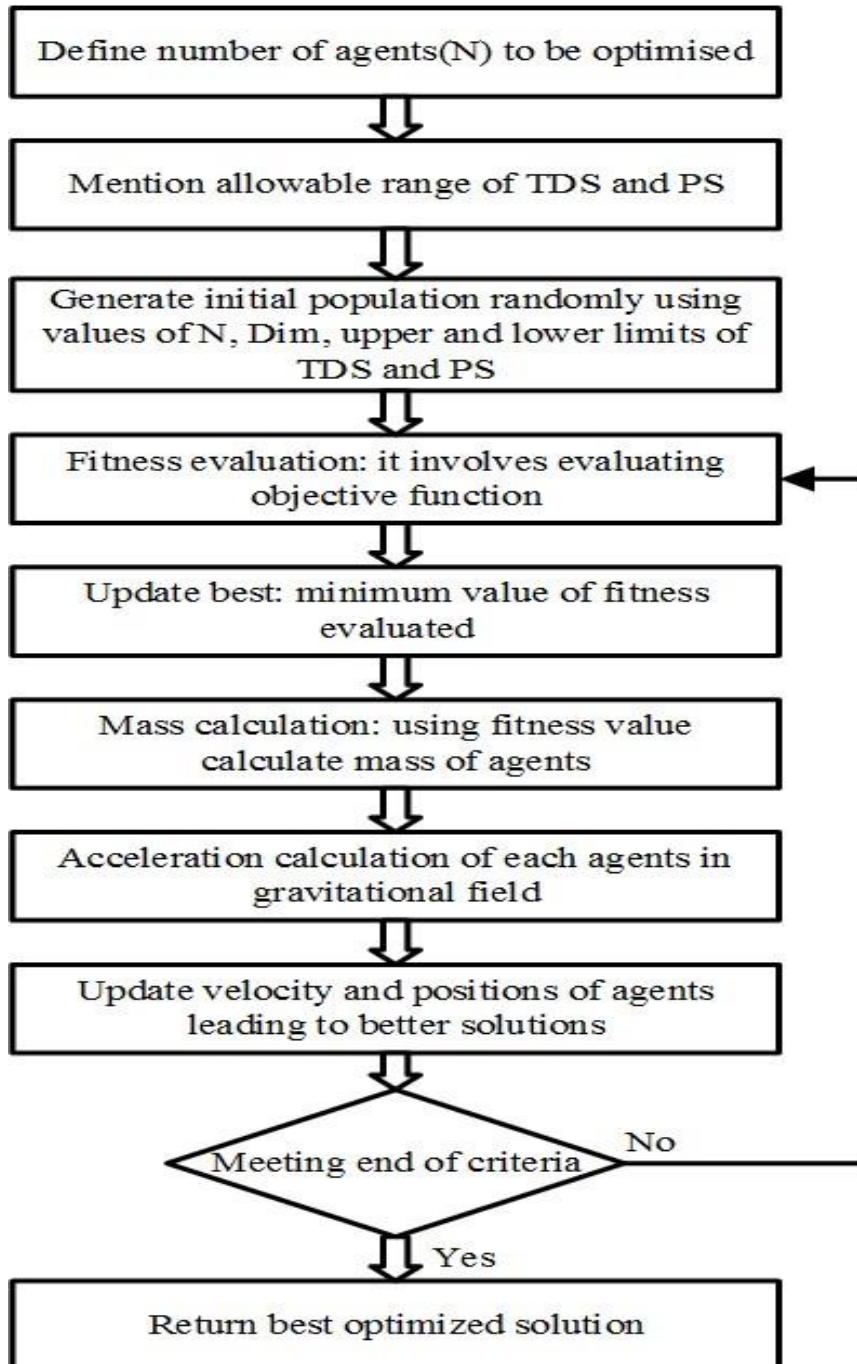 Define number of agents(N) to be optimised
Mention allowable range of TDS and PS
Generate initial population randomly using
values of N, Dim, upper and lower limits of
TDS and PS
Fitness evaluation: it involves evaluating
objective function
Update best: minimum value of fitness
evaluated
Mass calculation: using fitness value
calculate mass of agents
Acceleration calculation of each agents in
gravitational field
Update velocity and positions of agents
leading to better solutions
Meeting end of criteria
No
Yes
Return best optimized solution